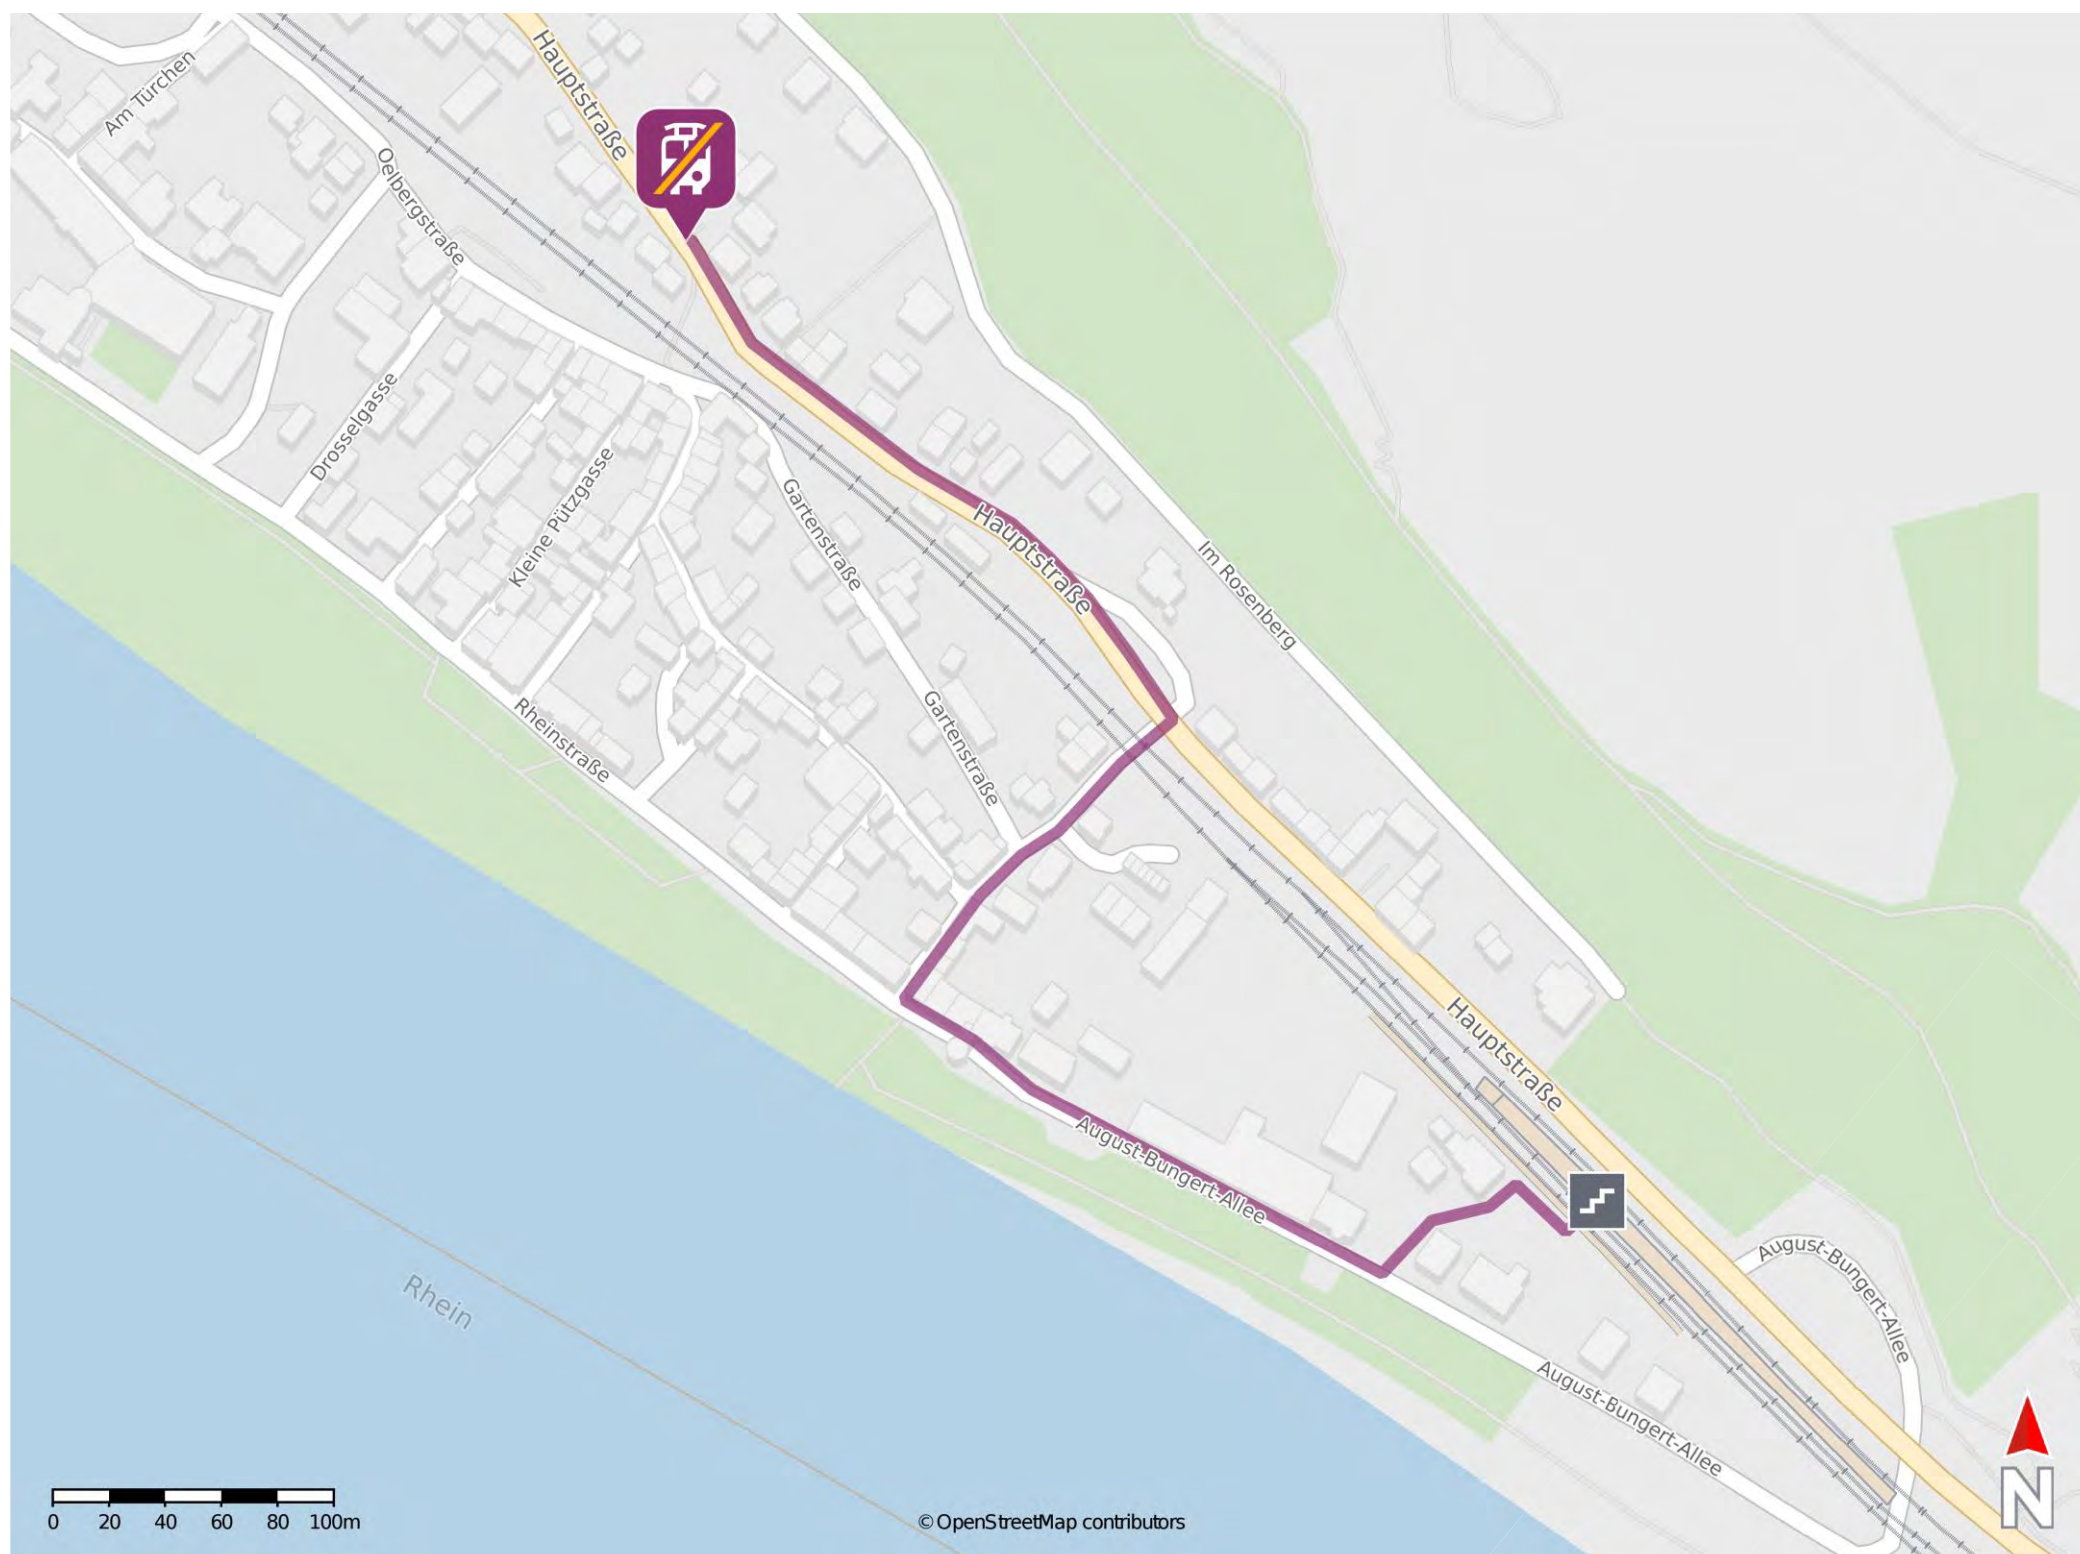 Hauptstraße
Am Türchen
Oelbergstraße
Drosselgasse
Kleine Pützgasse
Gartenstraße
Hauptstraße
Im Rosenberg
Gartenstraße
Rheinstraße
Hauptstraße
August-Bungert-Allee
August-Bungert-Allee
Rhein
August-Bungert-Allee
N
0 20 40 60 80 100m
© OpenStreetMap contributors